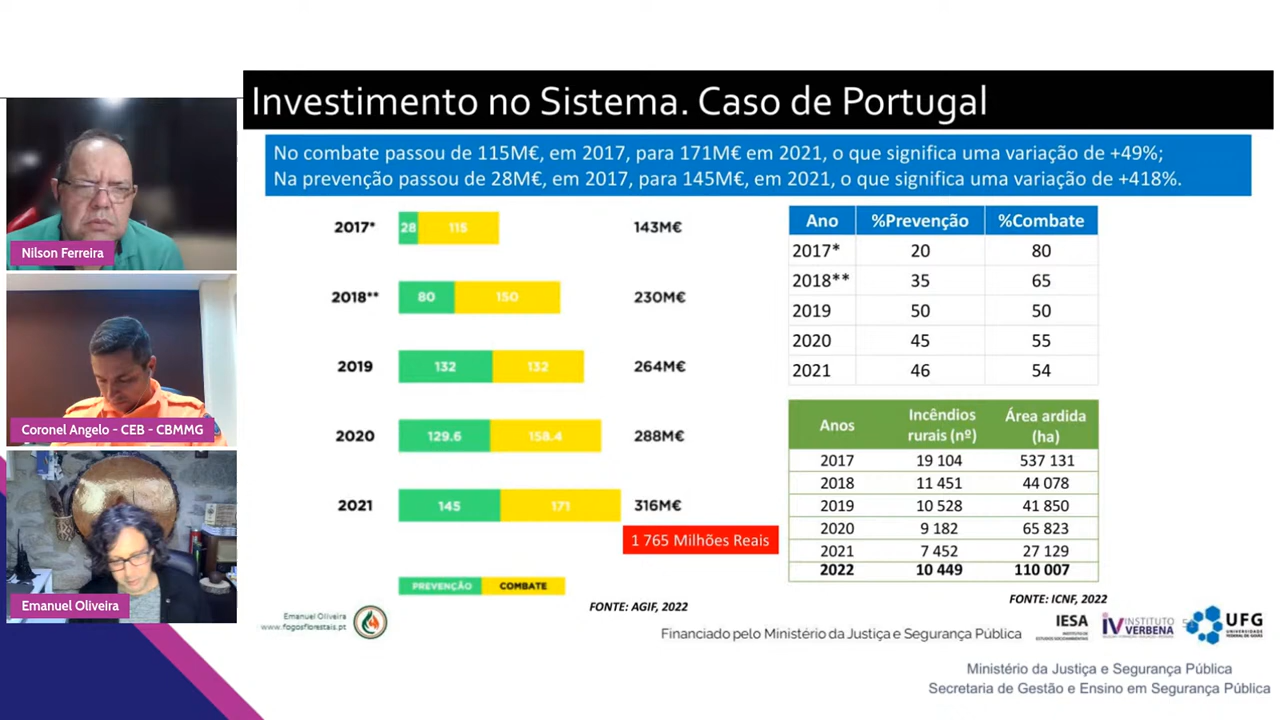 Investimento no Sistema. Caso de Portugal
No combate passou de 115M€, em 2017, para 171M€ em 2021, o que significa uma variação de +49%;
Na prevenção passou de 28M€, em 2017, para 145M€, em 2021, o que significa uma variação de +418%.
Nilson Ferreira
Coronel Angelo - CEB - CBMMG
Emanuel Oliveira
2017* 28 115 143M€
2018** 80 150 230M€
2019 132 132 264M€
2020 129.6 158.4 288M€
2021 145 171 316M€
1 765 Milhões Reais
PREVENÇÃO COMBATE
FONTE: AGIF, 2022
Ano %Prevenção %Combate
2017* 20 80
2018** 35 65
2019 50 50
2020 45 55
2021 46 54
Anos Incêndios rurais (nº) Área ardida (ha)
2017 19 104 537 131
2018 11 451 44 078
2019 10 528 41 850
2020 9 182 65 823
2021 7 452 27 129
2022 10 449 110 007
FONTE: ICNF, 2022
Emanuel Oliveira
www.fogosflorestais.pt
Financiado pelo Ministério da Justiça e Segurança Pública
IESA
INSTITUTO DE
ESTUDOS SOCIOAMBIENTAIS
iV INSTITUTO
VERBENA
UFG
UNIVERSIDADE
FEDERAL DE GOIÁS
Ministério da Justiça e Segurança Pública
Secretaria de Gestão e Ensino em Segurança Pública